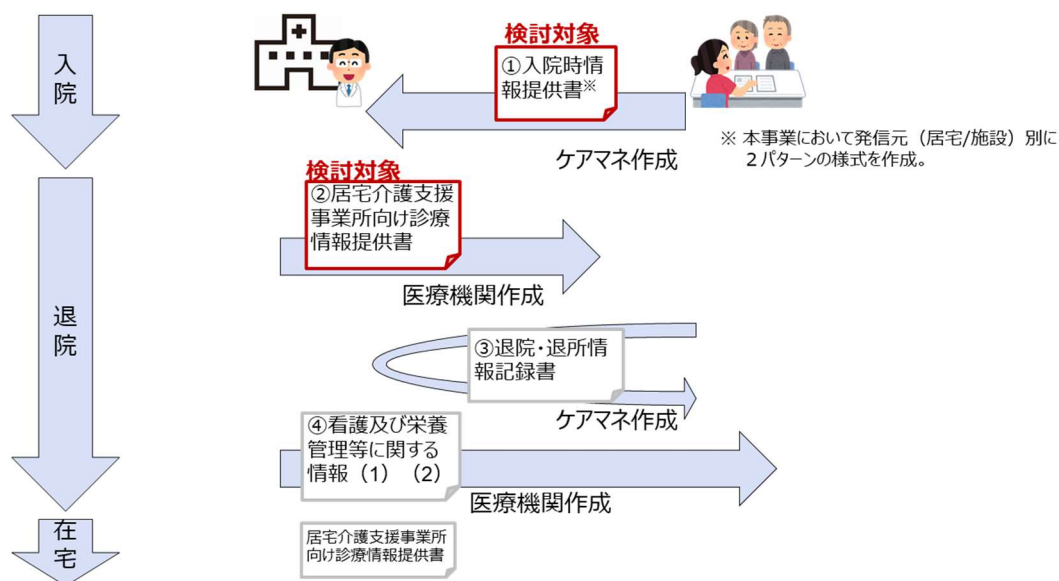 入院
検討対象
①入院時情
報提供書※
ケアマネ作成
※ 本事業において発信元（居宅/施設）別に
２パターンの様式を作成。
退院
検討対象
②居宅介護支援
事業所向け診療
情報提供書
医療機関作成
③退院・退所情
報記録書
ケアマネ作成
④看護及び栄養
管理等に関する
情報（1）（2）
医療機関作成
在宅
居宅介護支援事業所
向け診療情報提供書